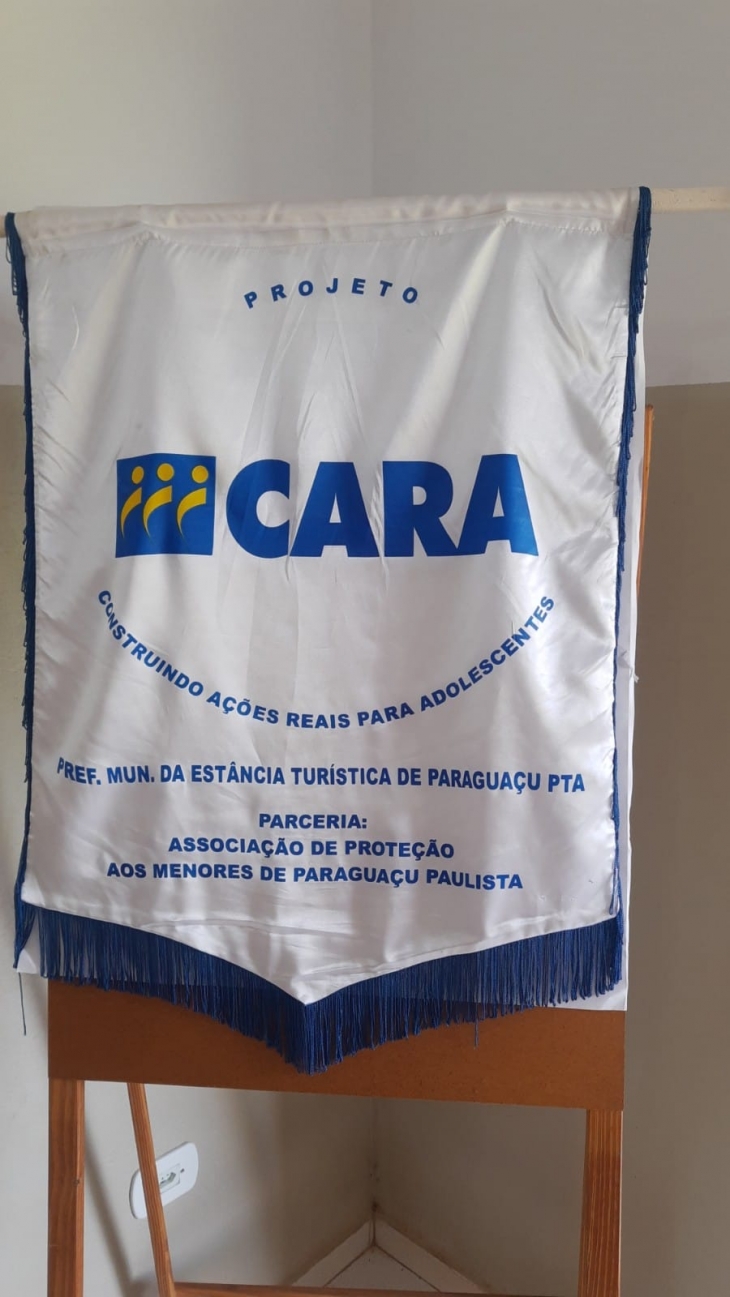 PROJETO
CARA
CONSTRUINDO AÇÕES REAIS PARA ADOLESCENTES
PREF. MUN. DA ESTÂNCIA TURÍSTICA DE PARAGUAÇU PTA
PARCERIA:
ASSOCIAÇÃO DE PROTEÇÃO
AOS MENORES DE PARAGUAÇU PAULISTA